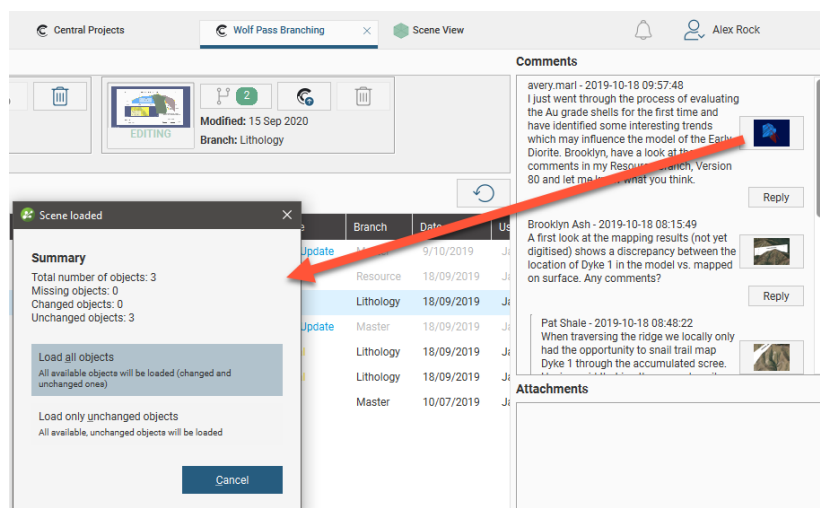 Central Projects
Wolf Pass Branching
Scene View
Alex Rock
EDITING
2
Modified: 15 Sep 2020
Branch: Lithology
Comments
avery.marl - 2019-10-18 09:57:48
I just went through the process of evaluating
the Au grade shells for the first time and
have identified some interesting trends
which may influence the model of the Early
Diorite. Brooklyn, have a look at the
comments in my Resource Branch, Version
80 and let me know what you think.
Reply
Brooklyn Ash - 2019-10-18 08:15:49
A first look at the mapping results (not yet
digitised) shows a discrepancy between the
location of Dyke 1 in the model vs. mapped
on surface. Any comments?
Reply
Pat Shale - 2019-10-18 08:48:22
When traversing the ridge we locally only
had the opportunity to snail trail map
Dyke 1 through the accumulated scree.
Attachments
Branch
Date
Us
Update Master 9/10/2019 Ja
Resource 18/09/2019 Ja
Lithology 18/09/2019 Ja
Update Master 18/09/2019 Ja
Lithology 18/09/2019 Ja
Lithology 18/09/2019 Ja
Master 10/07/2019 Ja
Scene loaded
Summary
Total number of objects: 3
Missing objects: 0
Changed objects: 0
Unchanged objects: 3
Load all objects
All available objects will be loaded (changed and
unchanged ones)
Load only unchanged objects
All available, unchanged objects will be
loaded
Cancel